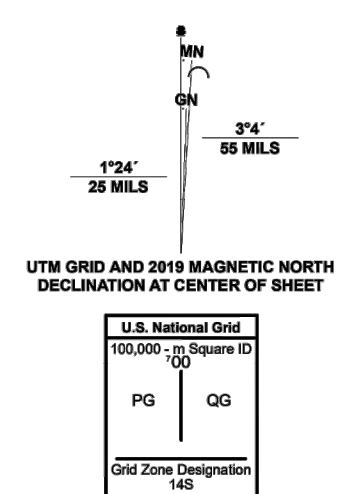 MN
GN
3°4´
55 MILS
1°24´
25 MILS
UTM GRID AND 2019 MAGNETIC NORTH
DECLINATION AT CENTER OF SHEET
U.S. National Grid
100,000 - m Square ID
⁷00
PG QG
Grid Zone Designation
14S